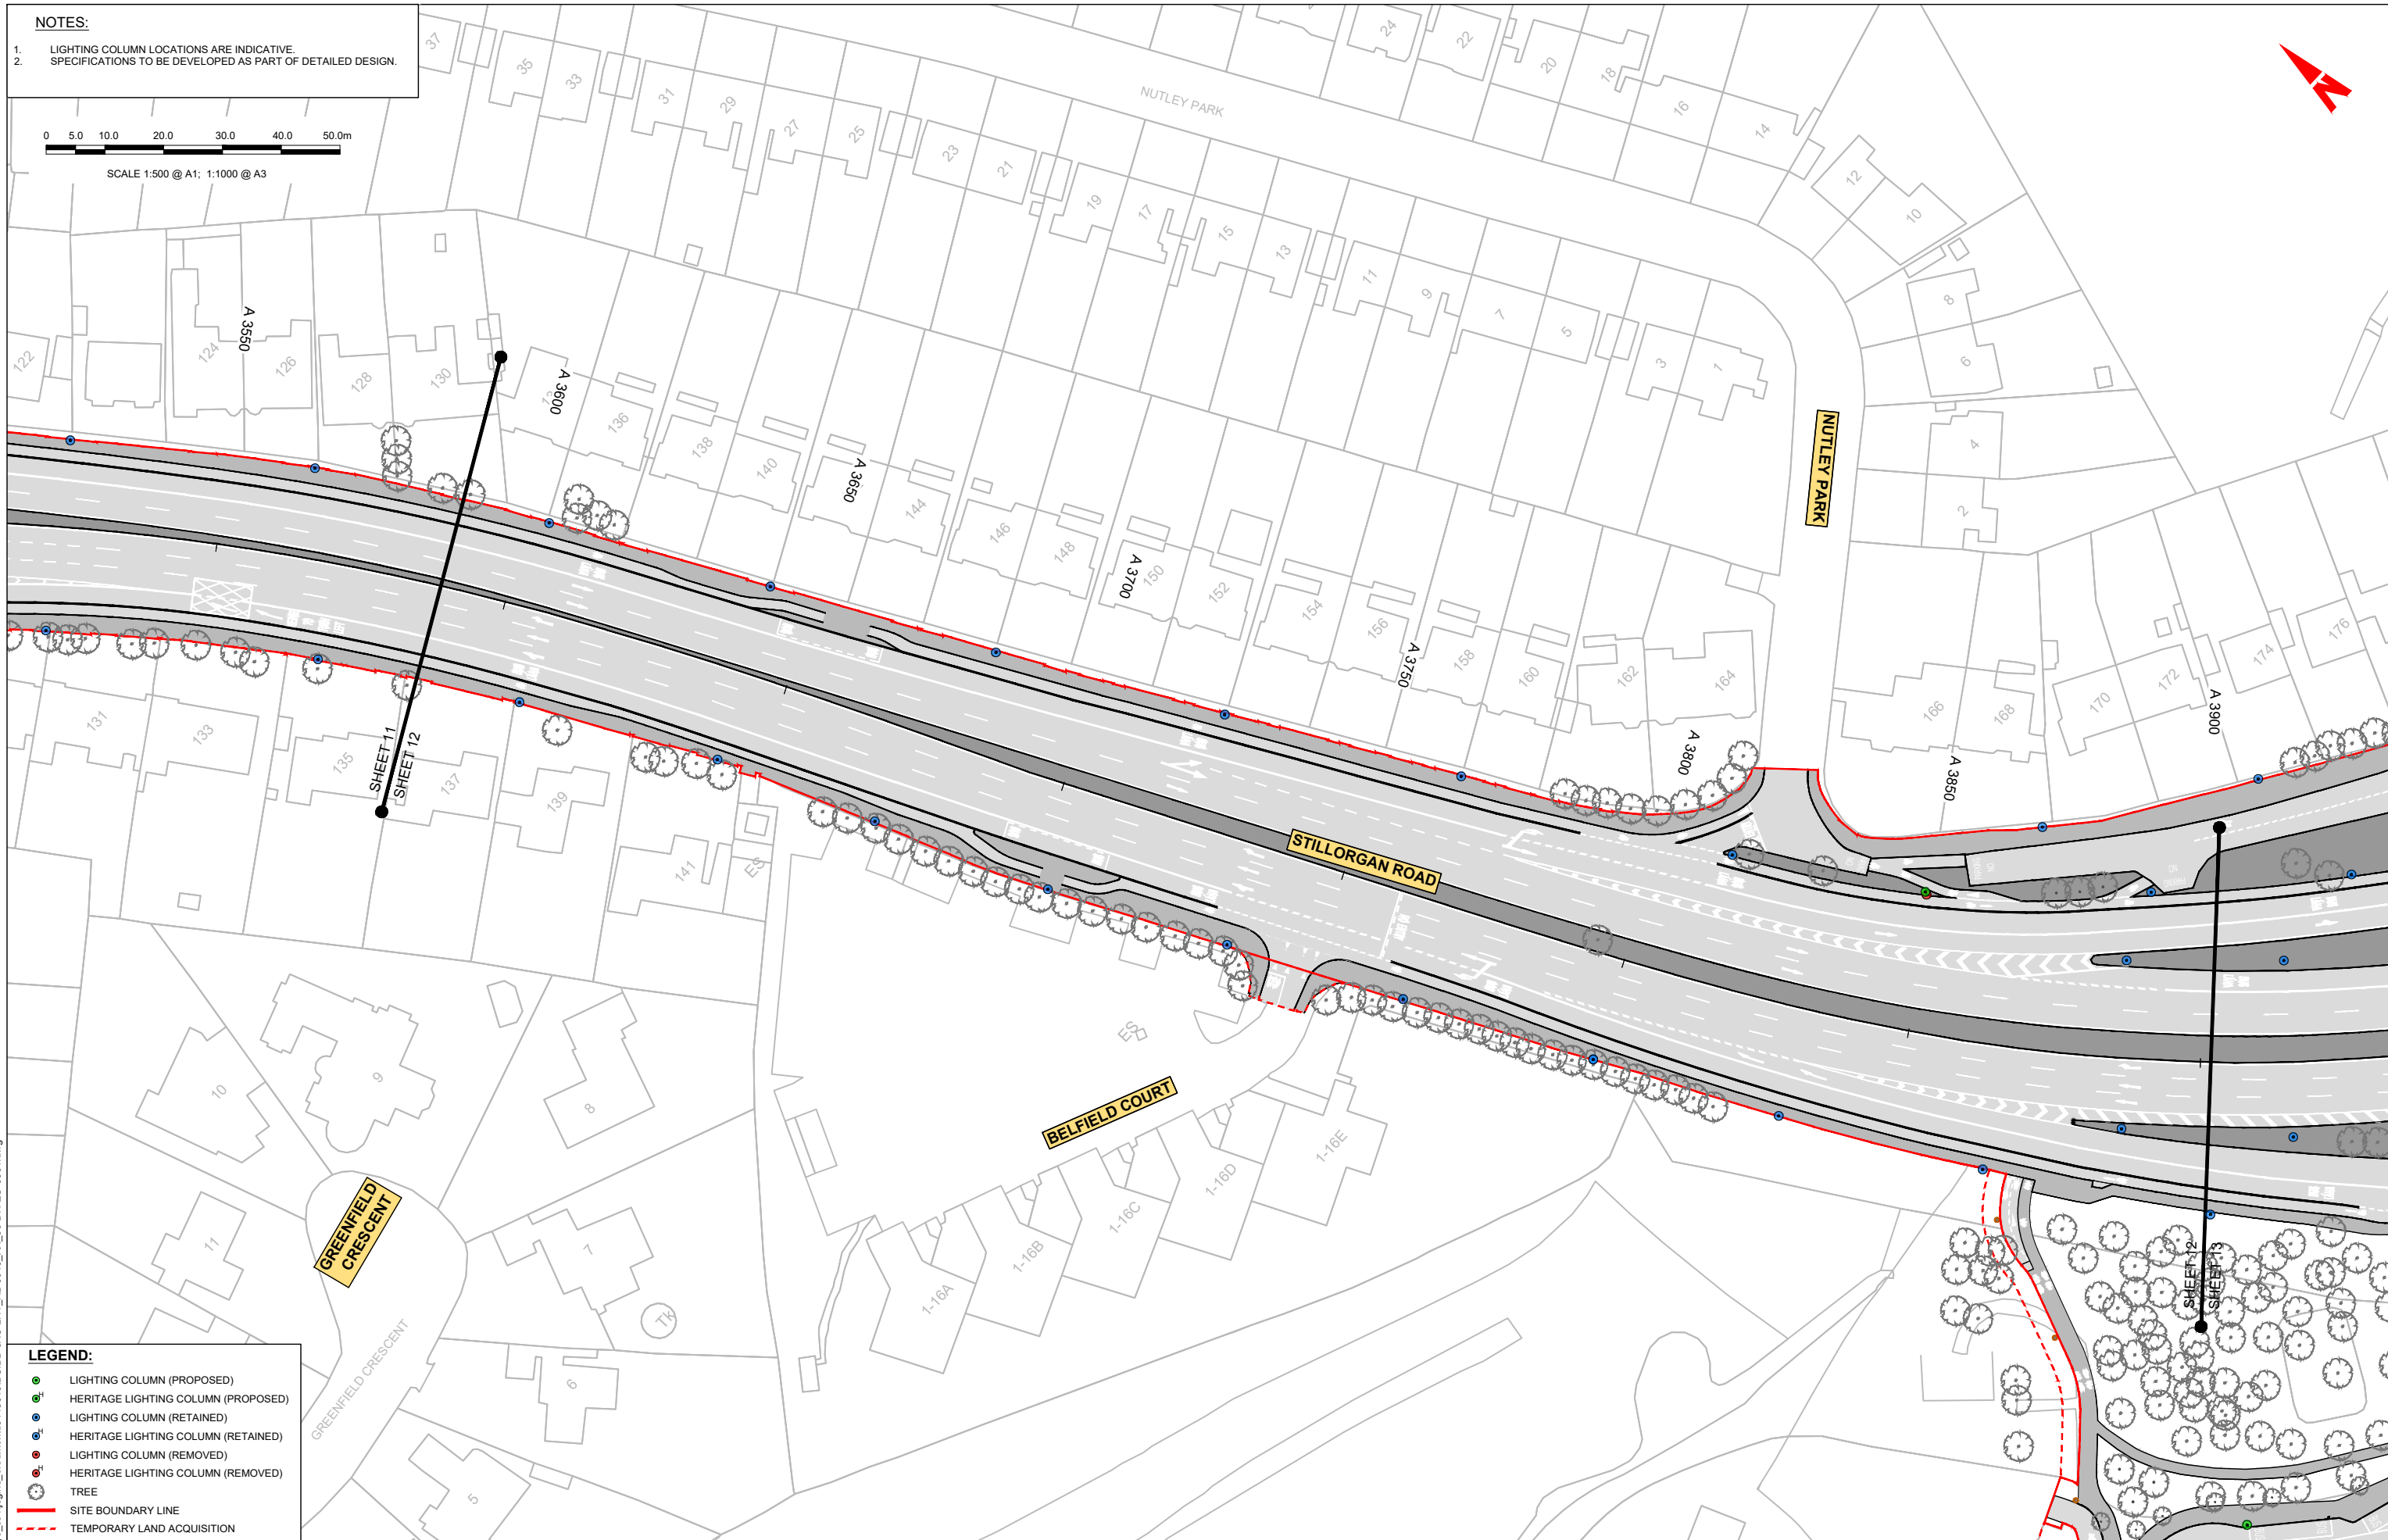 NOTES:
1. LIGHTING COLUMN LOCATIONS ARE INDICATIVE.
2. SPECIFICATIONS TO BE DEVELOPED AS PART OF DETAILED DESIGN.
0 5.0 10.0 20.0 30.0 40.0 50.0m
SCALE 1:500 @ A1; 1:1000 @ A3
37
35
33
31
29
27
25
23
21
19
17
15
13
11
9
7
5
3
1
NUTLEY PARK
24
22
20
18
16
14
12
10
8
6
4
2
NUTLEY PARK
122
124
126
128
130
136
138
140
144
146
148
150
152
154
156
158
160
162
164
166
168
170
172
174
176
A 3550
A 3600
A 3650
A 3700
A 3750
A 3800
A 3850
A 3900
STILLORGAN ROAD
SHEET 11
SHEET 12
131
133
135
137
139
141
ES
ES
BELFIELD COURT
1-16A
1-16B
1-16C
1-16D
1-16E
10
9
8
11
7
6
5
Tk
GREENFIELD
CRESCENT
GREENFIELD CRESCENT
SHEET 12
SHEET 13
LEGEND:
LIGHTING COLUMN (PROPOSED)
H HERITAGE LIGHTING COLUMN (PROPOSED)
LIGHTING COLUMN (RETAINED)
H HERITAGE LIGHTING COLUMN (RETAINED)
LIGHTING COLUMN (REMOVED)
H HERITAGE LIGHTING COLUMN (REMOVED)
TREE
SITE BOUNDARY LINE
TEMPORARY LAND ACQUISITION